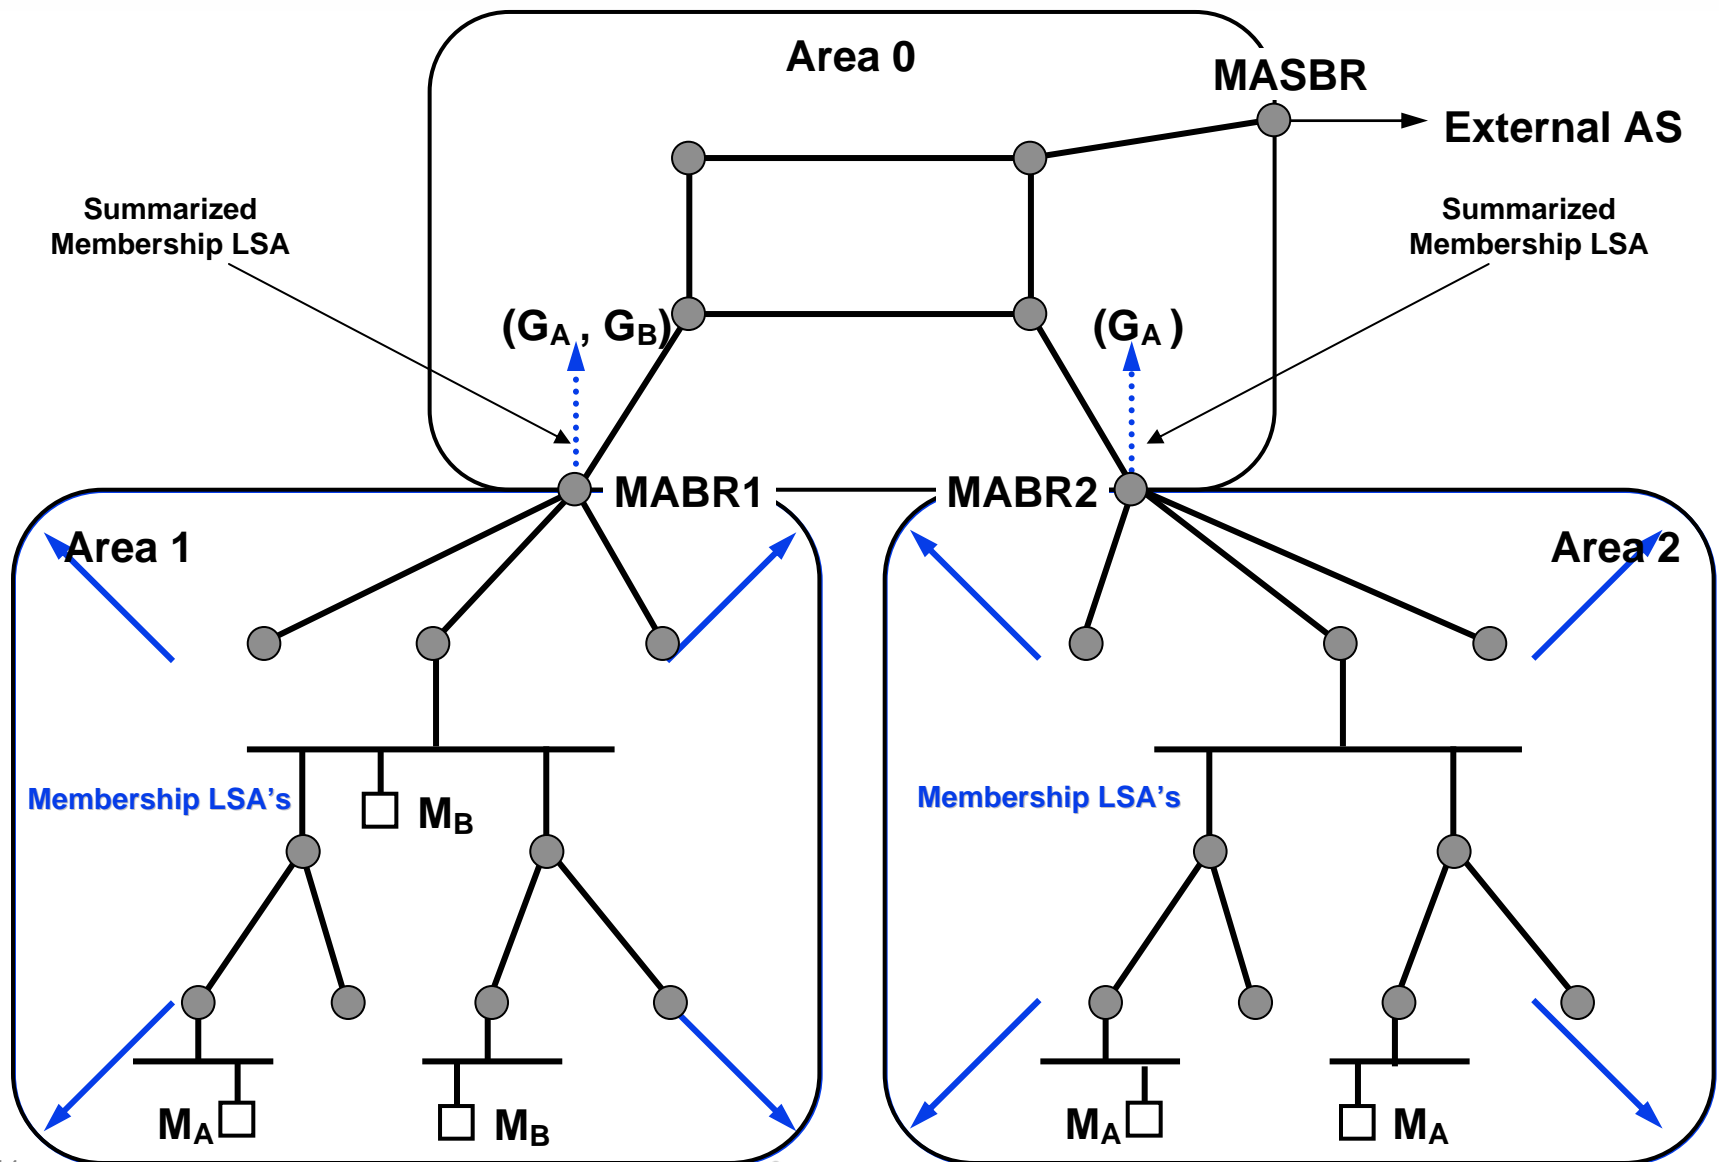 Area 0
MASBR
External AS
Summarized
Membership LSA
Summarized
Membership LSA
(GA , GB)
(GA )
MABR1
MABR2
Area 1
Area 2
Membership LSA's
MB
Membership LSA's
MA
MB
MA
MA